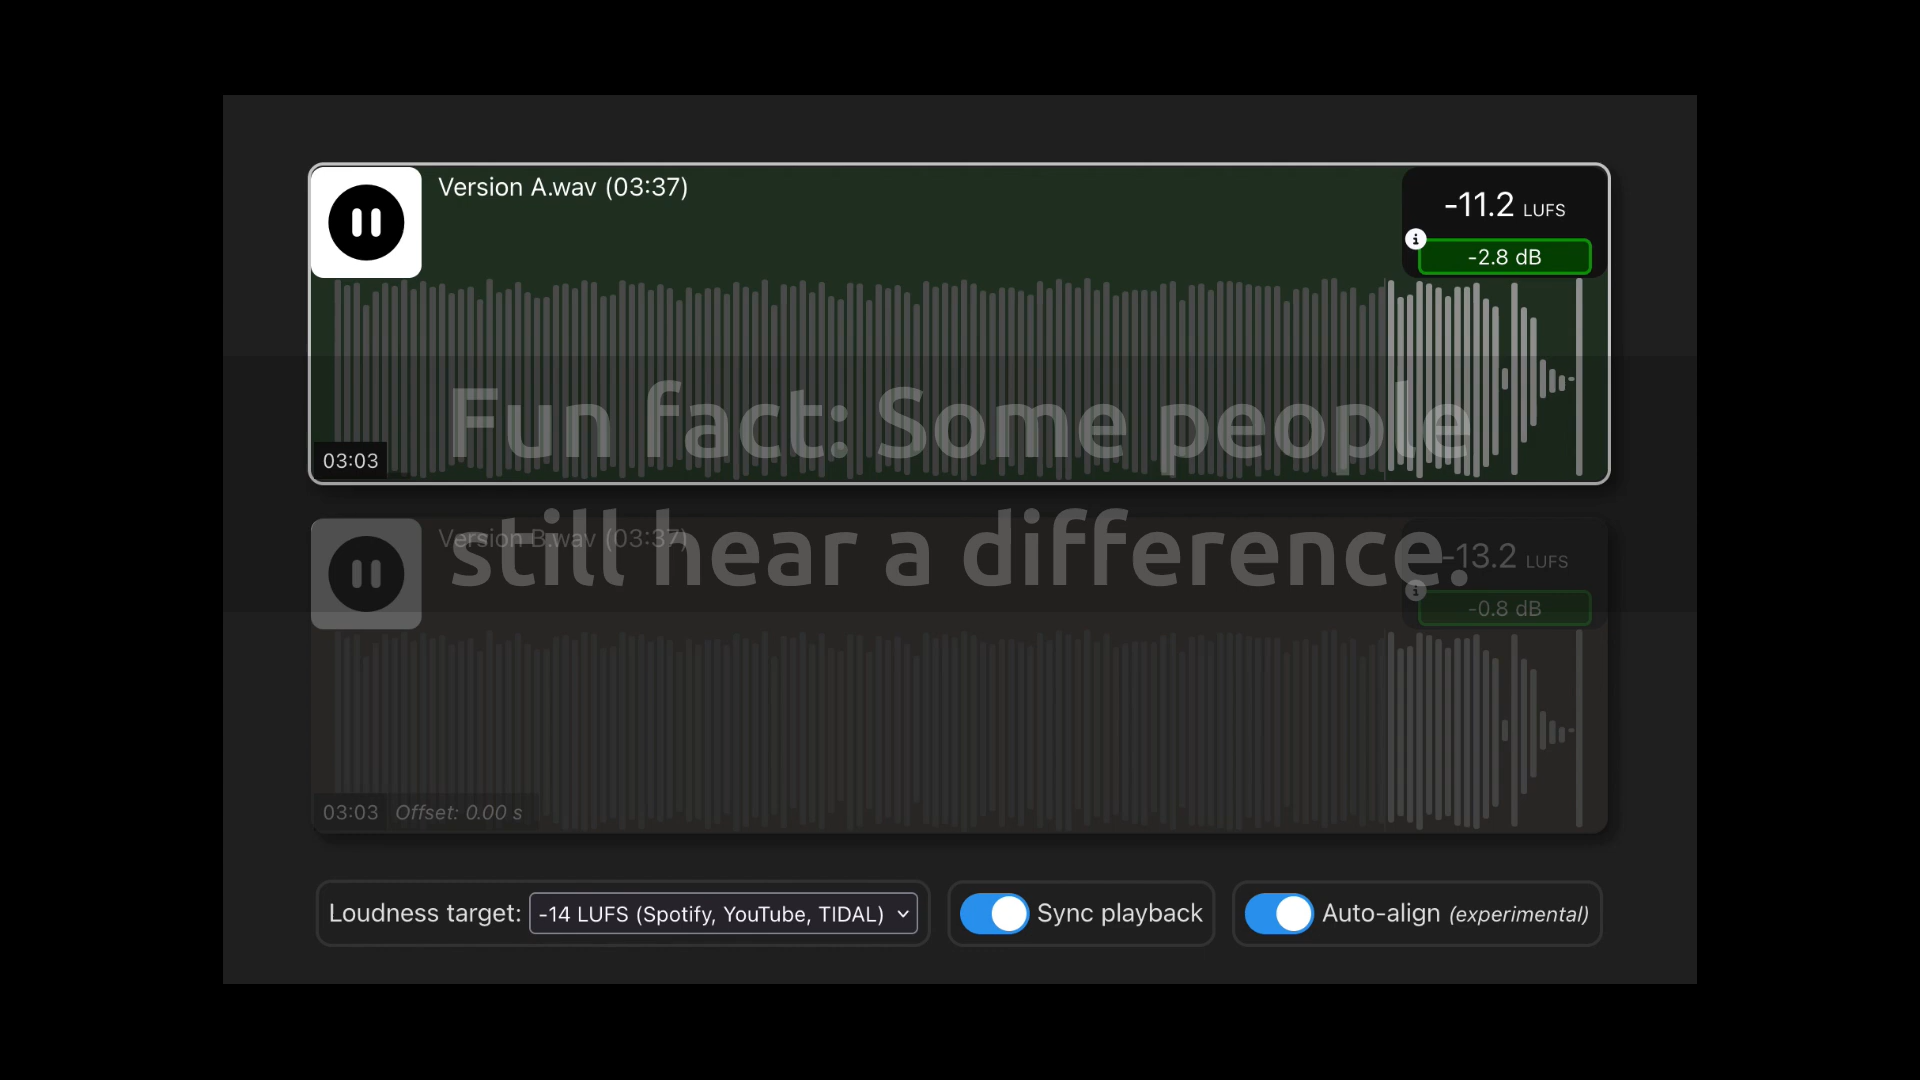 Version A.wav (03:37)
-11.2 LUFS
-2.8 dB
Fun fact: Some people
03:03
still hear a difference.
Version B.wav (03:37)
-13.2 LUFS
-0.8 dB
03:03 Offset: 0.00 s
Loudness target: -14 LUFS (Spotify, YouTube, TIDAL) Sync playback Auto-align (experimental)